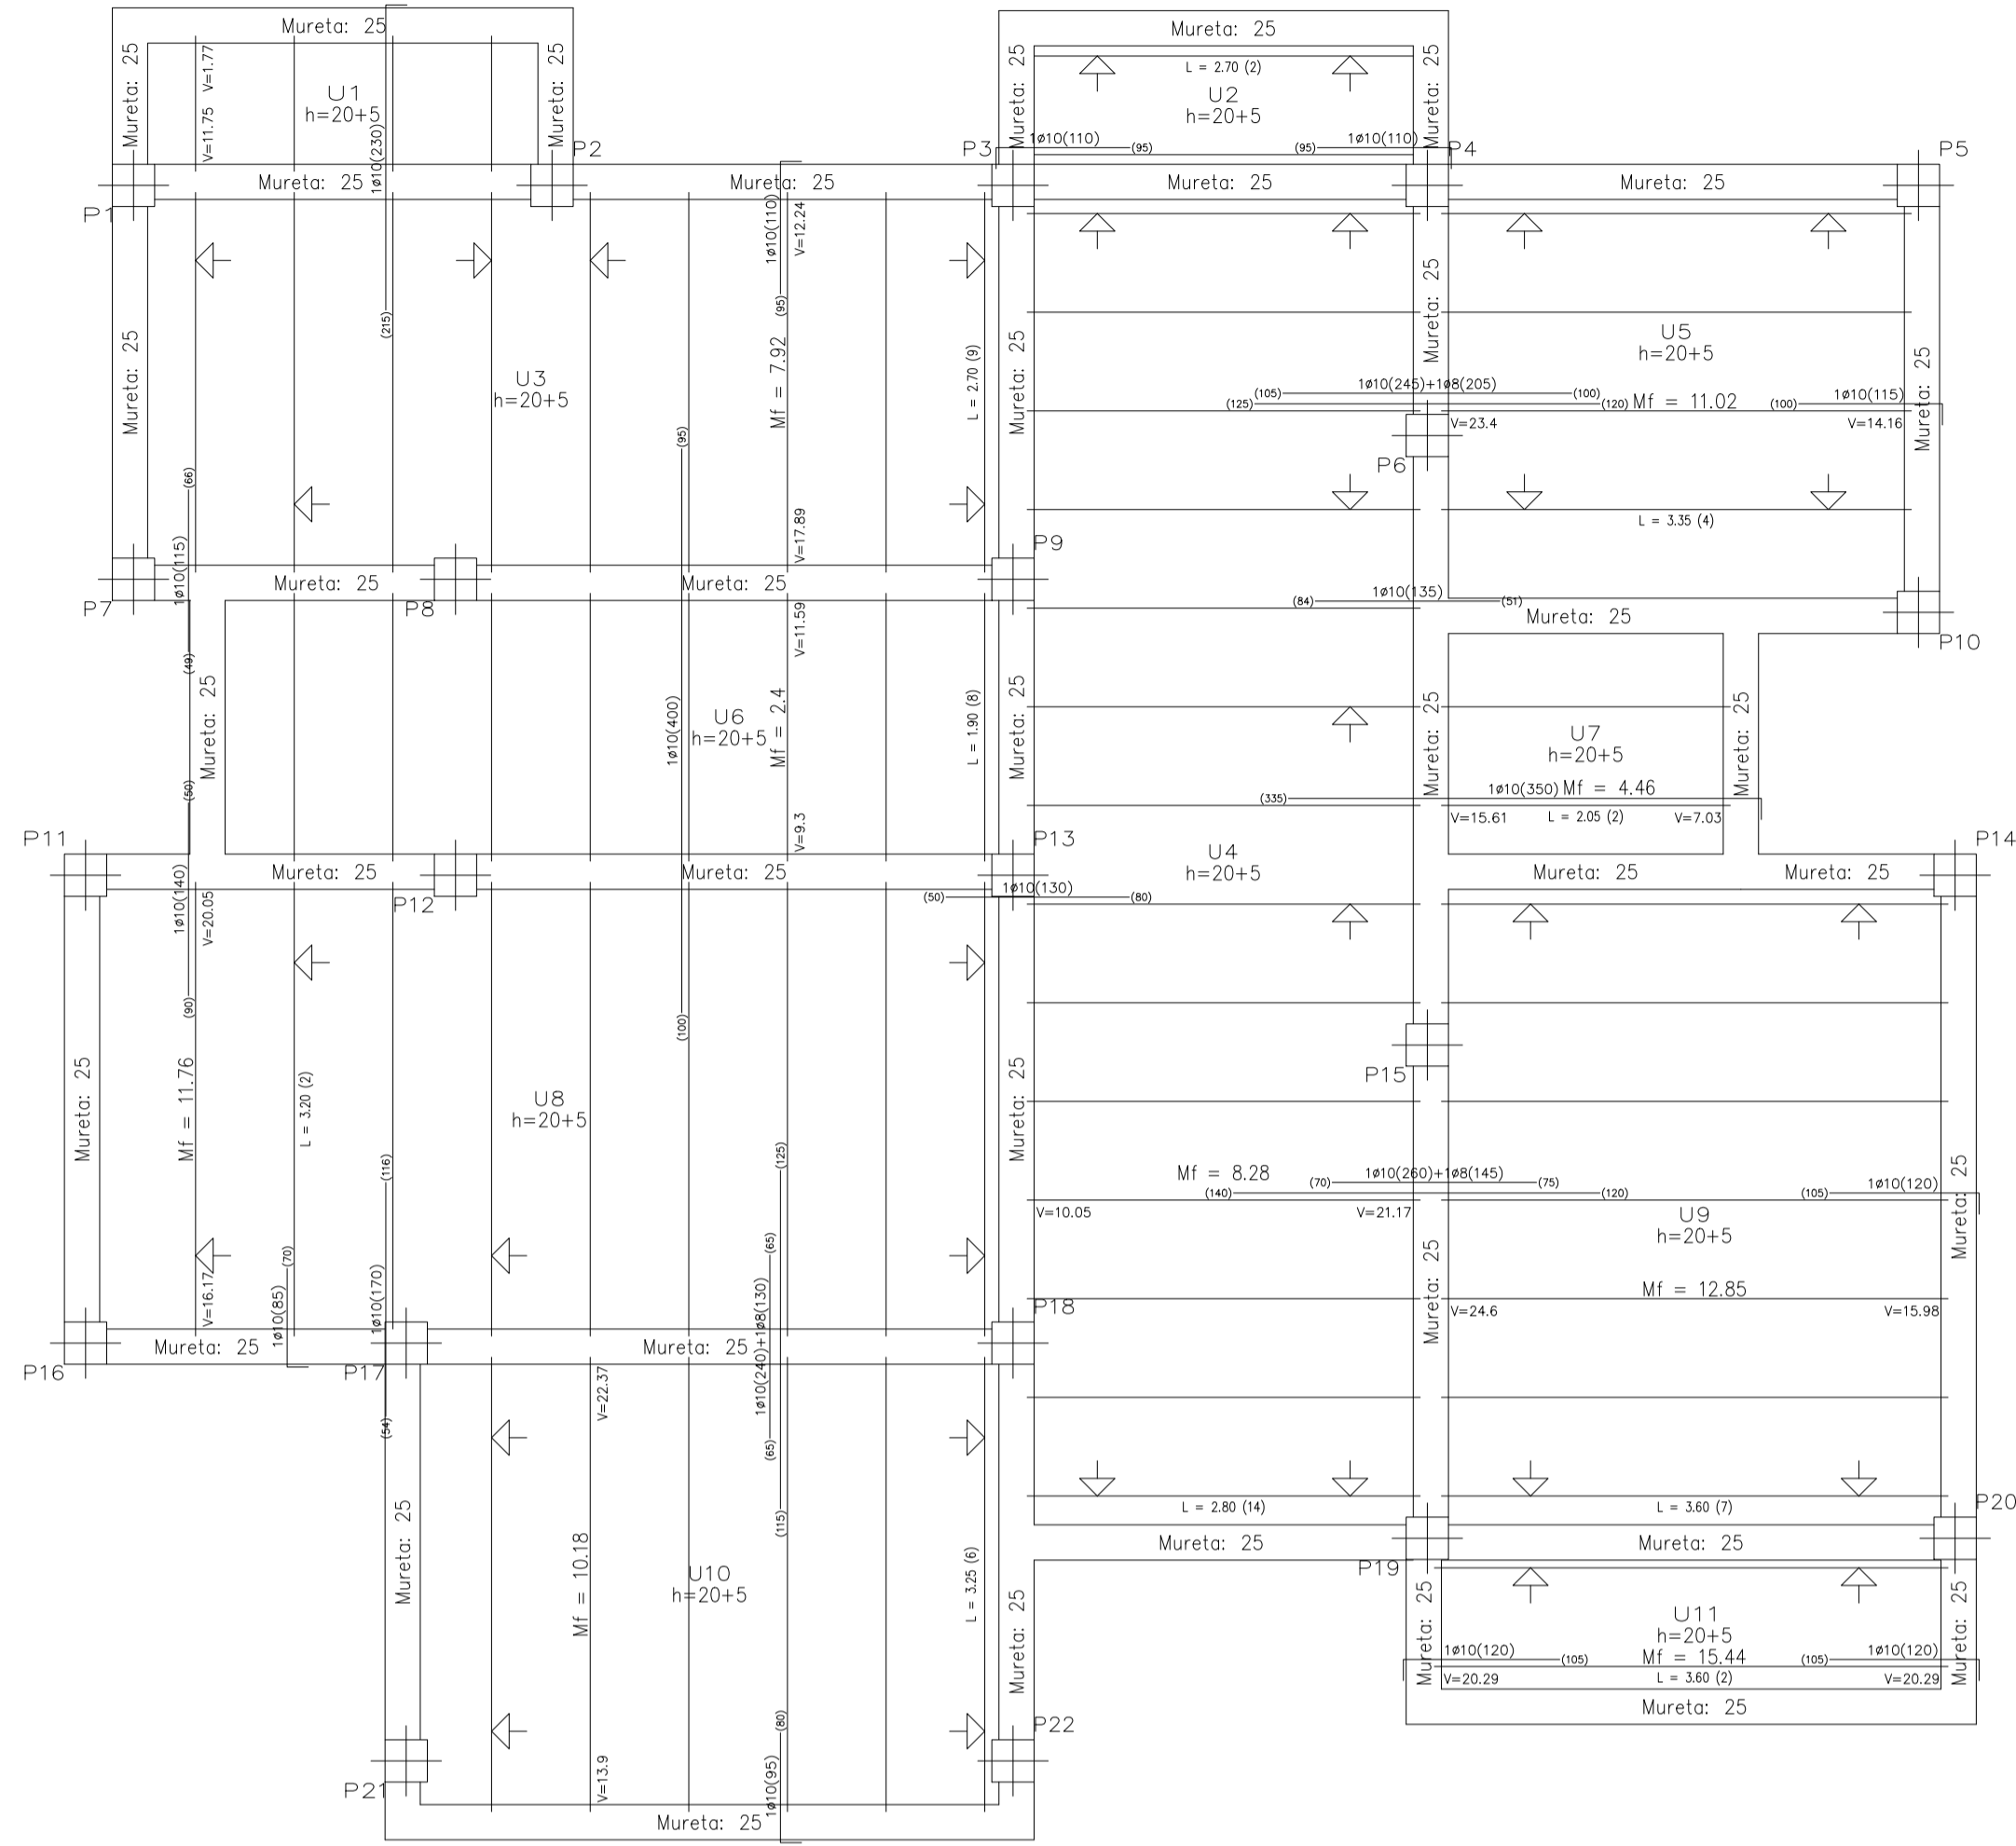 Mureta: 25
Mureta: 25
Mureta: 25
V=11.75 V=1.77
U1
h=20+5
1ø10(230)
(215)
Mureta: 25
Mureta: 25
Mureta: 25
L = 2.70 (2)
U2
h=20+5
1ø10(110)
(95)
(95)
1ø10(110)
P1
P2
P3
P4
P5
Mureta: 25
Mureta: 25
Mureta: 25
Mureta: 25
1ø10(110)
(95)
V=12.24
Mureta: 25
U3
h=20+5
Mf = 7.92
L = 2.70 (9)
Mureta: 25
V=17.89
Mureta: 25
U5
h=20+5
Mureta: 25
1ø10(245)+1ø8(205)
(105)
(100)
(125)
(120)
Mf = 11.02
(100)
1ø10(115)
V=23.4
V=14.16
P6
L = 3.35 (4)
(66)
1ø10(115)
(49)
(95)
1ø10(400)
(100)
P7
P8
P9
P10
Mureta: 25
Mureta: 25
(84)
1ø10(135)
(51)
Mureta: 25
Mureta: 25
V=11.59
U6
h=20+5
Mf = 2.4
V=9.3
L = 1.90 (8)
Mureta: 25
Mureta: 25
Mureta: 25
U7
h=20+5
(335)
1ø10(350)
Mf = 4.46
V=15.61
L = 2.05 (2)
V=7.03
U4
h=20+5
P11
P12
P13
P14
Mureta: 25
Mureta: 25
Mureta: 25
Mureta: 25
(50)
1ø10(130)
(80)
(50)
1ø10(140)
(90)
V=20.05
Mureta: 25
Mf = 11.76
L = 3.20 (2)
V=16.17
U8
h=20+5
Mureta: 25
P15
(116)
1ø10(170)
(54)
(70)
1ø10(85)
(125)
(65)
1ø10(240)+1ø8(130)
(65)
(115)
Mf = 8.28
1ø10(260)+1ø8(145)
(70)
(75)
(140)
(120)
(105)
1ø10(120)
V=10.05
V=21.17
U9
h=20+5
Mureta: 25
Mureta: 25
Mf = 12.85
V=24.6
V=15.98
P16
P17
P18
Mureta: 25
Mureta: 25
V=22.37
Mureta: 25
Mf = 10.18
U10
h=20+5
L = 3.25 (6)
Mureta: 25
L = 2.80 (14)
L = 3.60 (7)
P19
P20
Mureta: 25
Mureta: 25
Mureta: 25
Mureta: 25
U11
h=20+5
1ø10(120)
(105)
Mf = 15.44
(105)
1ø10(120)
V=20.29
L = 3.60 (2)
V=20.29
Mureta: 25
P21
P22
V=13.9
(80)
1ø10(95)
Mureta: 25